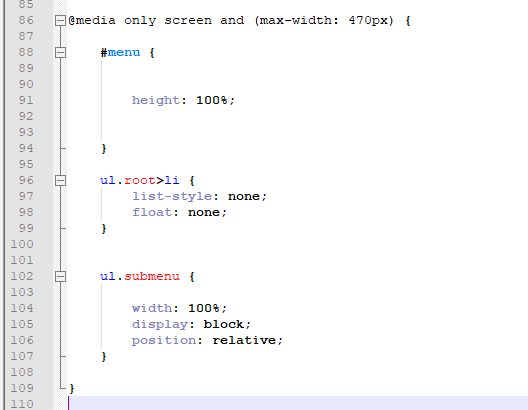 85
86 @media only screen and (max-width: 470px) {
87
88 #menu {
89
90
91 height: 100%;
92
93
94 }
95
96 ul.root>li {
97 list-style: none;
98 float: none;
99 }
100
101
102 ul.submenu {
103
104 width: 100%;
105 display: block;
106 position: relative;
107 }
108
109 }
110